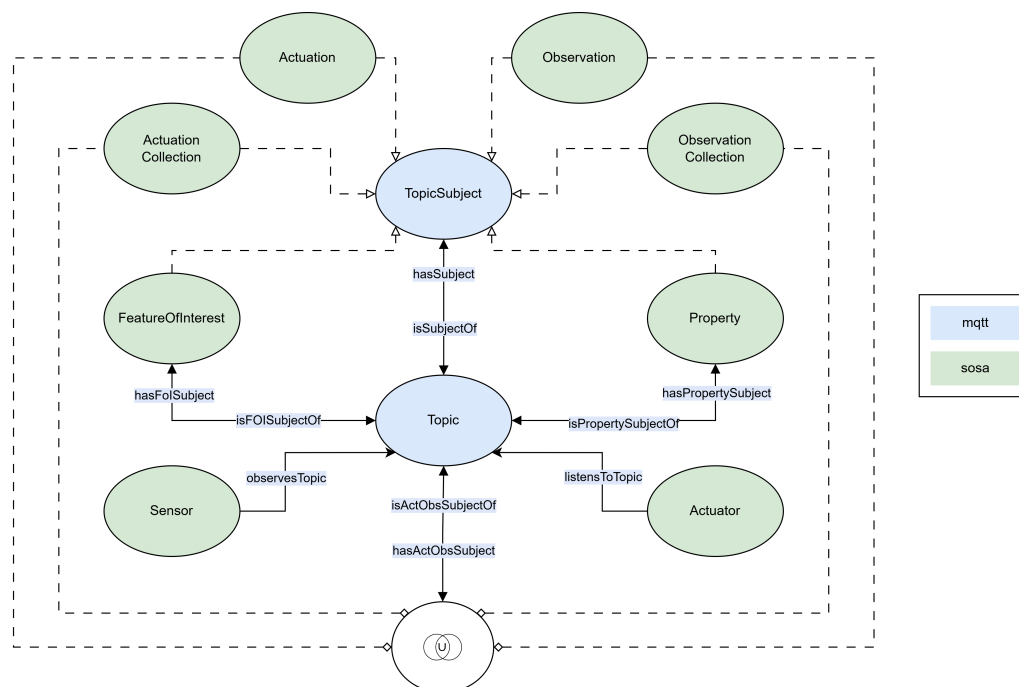 Actuation
Observation
Actuation
Collection
Observation
Collection
TopicSubject
hasSubject
FeatureOfInterest
isSubjectOf
Property
mqtt
sosa
hasFoISubject
hasPropertySubject
isFOISubjectOf
Topic
isPropertySubjectOf
observesTopic
listensToTopic
Sensor
isActObsSubjectOf
Actuator
hasActObsSubject
U